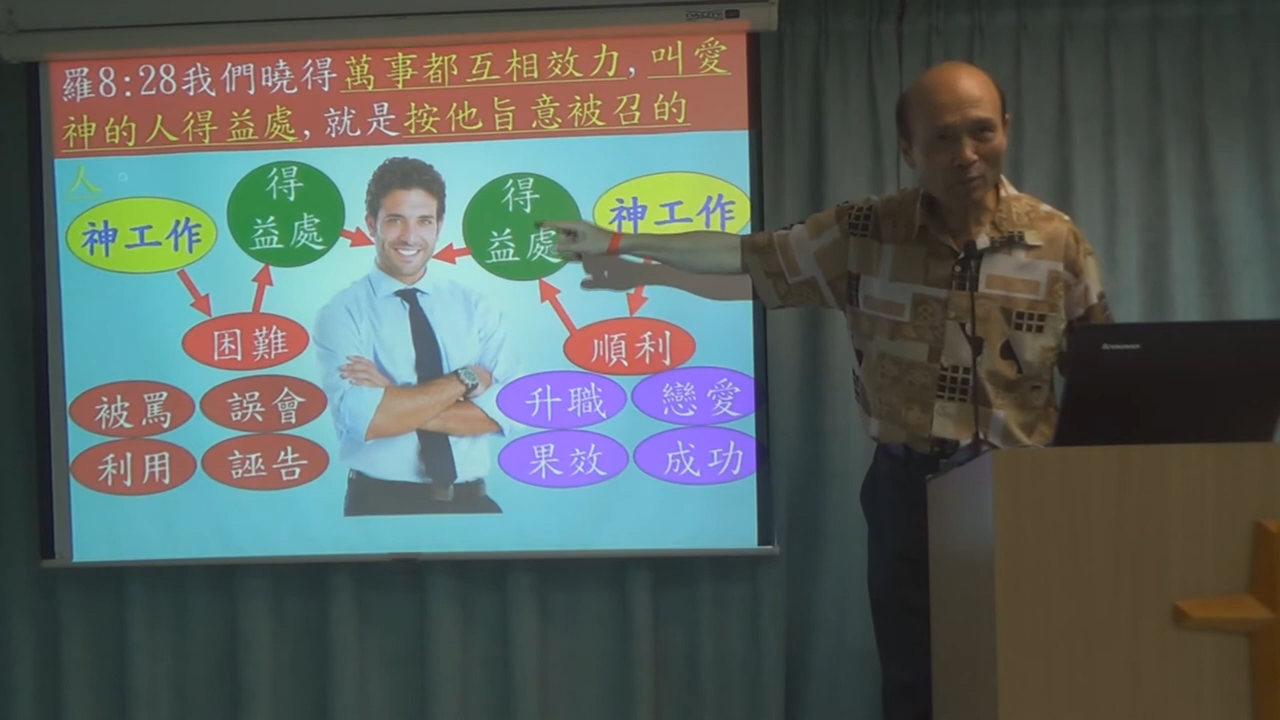 羅8:28我們曉得萬事都互相效力,叫愛
神的人得益處,就是按他旨意被召的
人
得
益處
得
益處
神工作
神工作
困難
順利
被罵
誤會
升職
戀愛
利用
誣告
果效
成功
lenovo